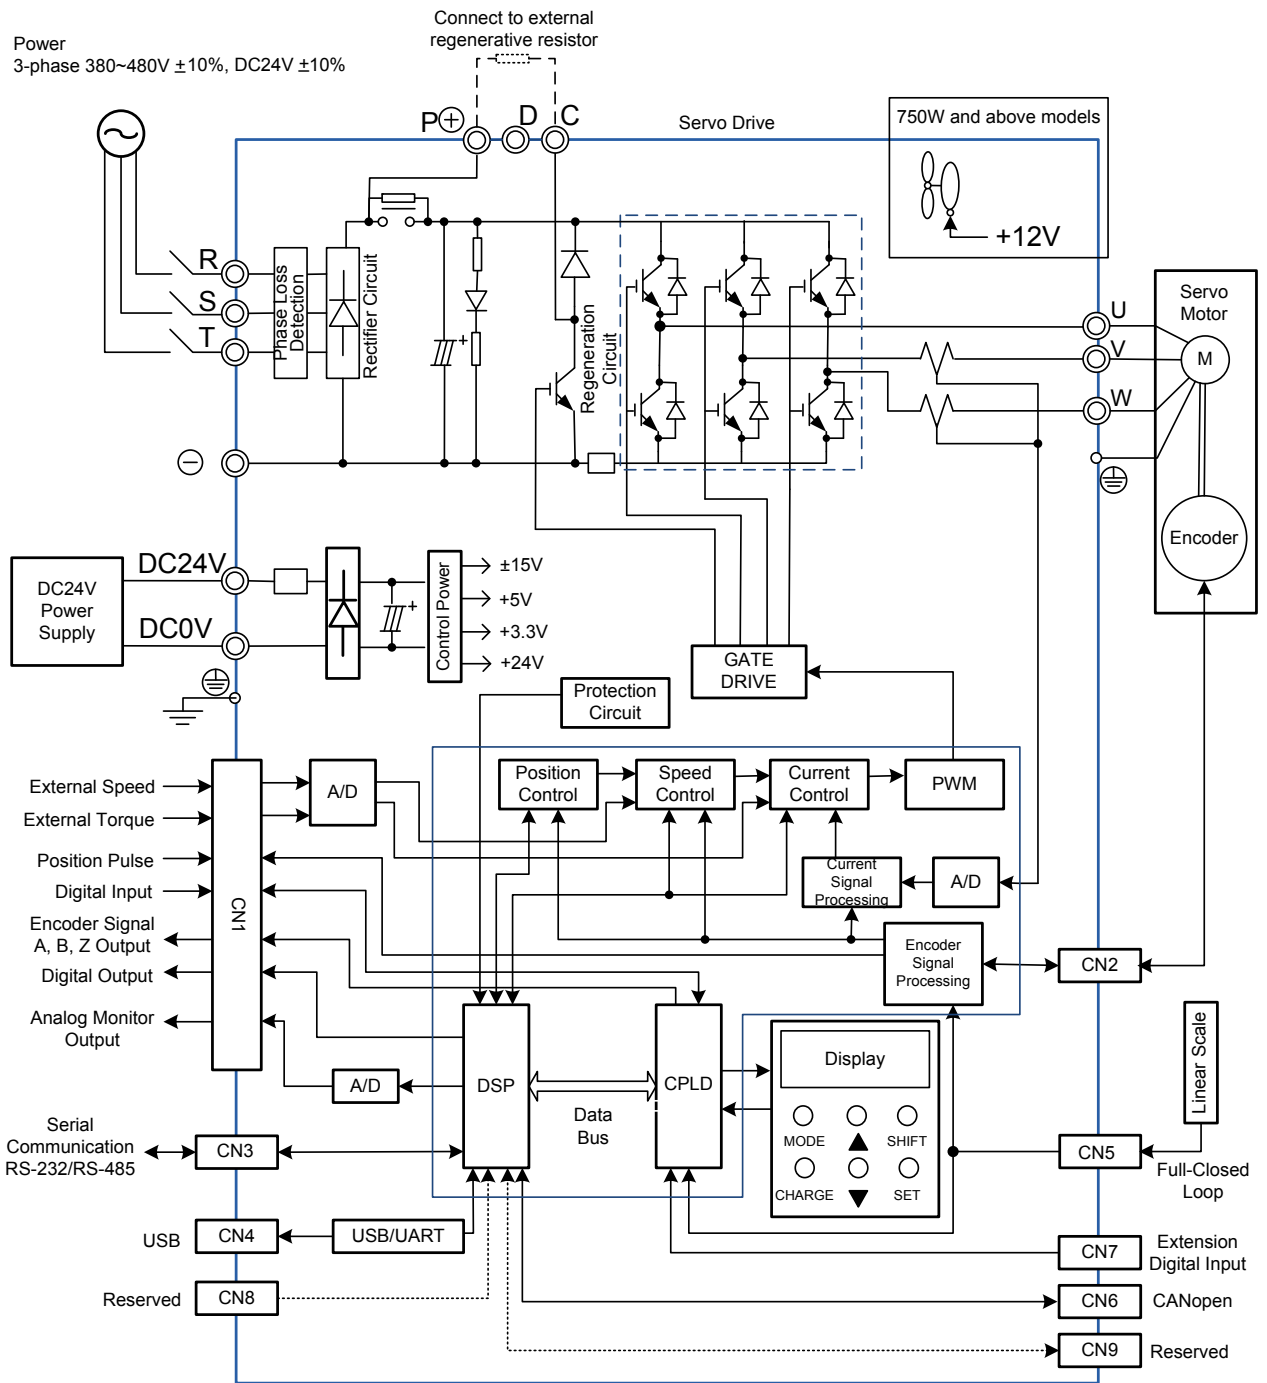 Connect to external
regenerative resistor
Power
3-phase 380~480V ±10%, DC24V ±10%
P⊕
D
C
Servo Drive
750W and above models
+12V
R
S
T
Phase Loss
Detection
Rectifier Circuit
+
Regeneration
Circuit
U
V
W
Servo
Motor
M
Encoder
⊖
DC24V
Power
Supply
DC24V
DC0V
+
Control Power
±15V
+5V
+3.3V
+24V
GATE
DRIVE
Protection
Circuit
External Speed
External Torque
Position Pulse
Digital Input
Encoder Signal
A, B, Z Output
Digital Output
Analog Monitor
Output
CN1
A/D
Position
Control
Speed
Control
Current
Control
PWM
Current
Signal
Processing
A/D
Encoder
Signal
Processing
CN2
A/D
DSP
Data
Bus
CPLD
Display
MODE
▲
SHIFT
CHARGE
▼
SET
Linear Scale
Serial
Communication
RS-232/RS-485
CN3
CN5
Full-Closed
Loop
USB
CN4
USB/UART
CN7
Extension
Digital Input
Reserved
CN8
CN6
CANopen
CN9
Reserved